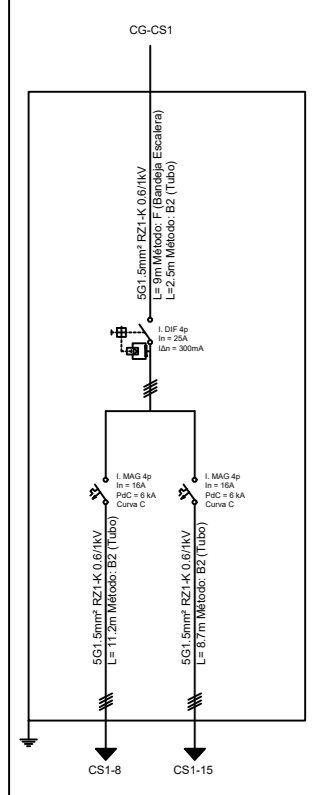 CG-CS1
5G1.5mm² RZ1-K 0.6/1kV
L= 9m Método: F (Bandeja Escalera)
L=2.5m Método: B2 (Tubo)
I. DIF 4p
In = 25A
IΔn = 300mA
I. MAG 4p
In = 16A
PdC = 6 kA
Curva C
I. MAG 4p
In = 16A
PdC = 6 kA
Curva C
5G1.5mm² RZ1-K 0.6/1kV
L= 11.2m Método: B2 (Tubo)
5G1.5mm² RZ1-K 0.6/1kV
L= 8.7m Método: B2 (Tubo)
CS1-8
CS1-15